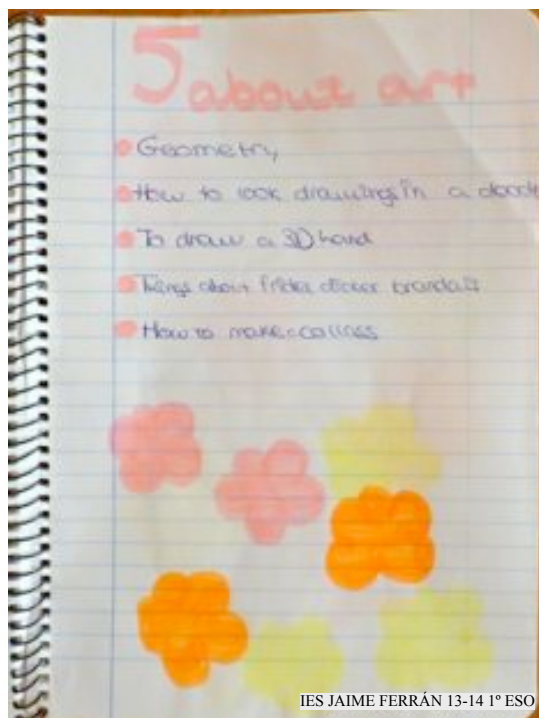 5 about art
Geometry
How to look drawings in a doodle
To draw a 3D hand
Things about
How to make
IES JAIME FERRÁN 13-14 1º ESO